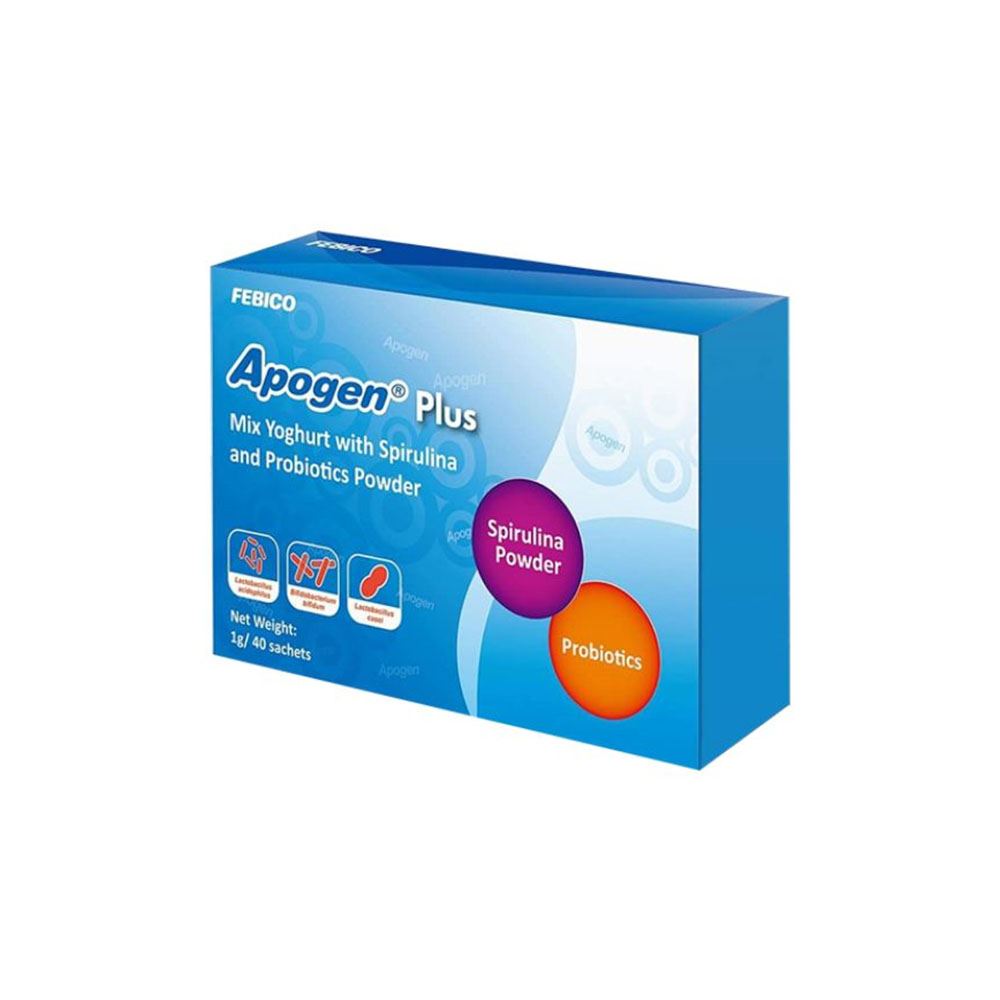 FEBICO
FEBICO
Apogen® Plus
Mix Yoghurt with Spirulina
and Probiotics Powder
Apogen
Apogen
Apogen
Apogen
Apogen
Apogen
Spirulina
Powder
Probiotics
Lactobacillus
acidophilus
Bifidobacterium
bifidum
Lactobacillus
casei
Net Weight:
1g/ 40 sachets